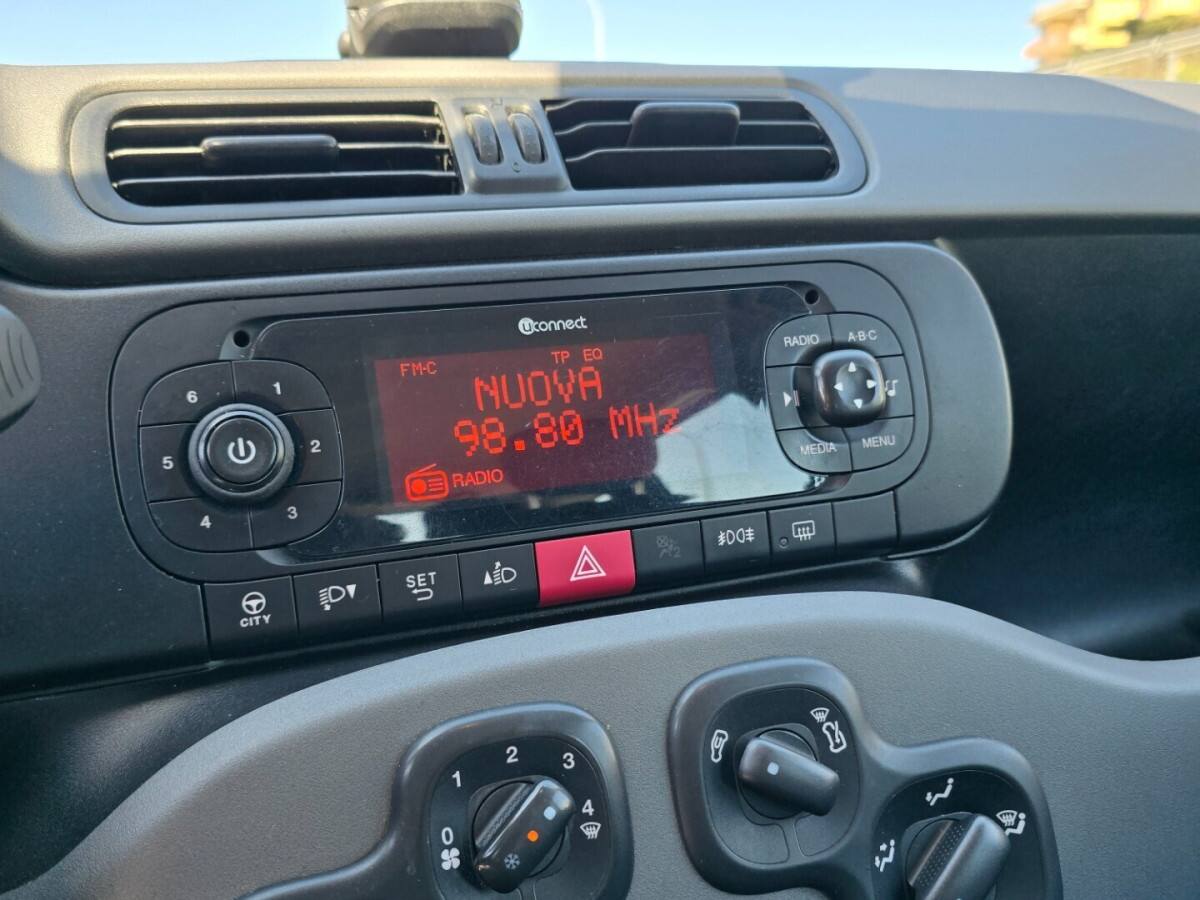 uconnect
FM-C TP EQ
NUOVA
98.80 MHz
RADIO
6 1
5 2
4 3
RADIO A-B-C
MEDIA MENU
CITY
SET
0 1 2 3 4